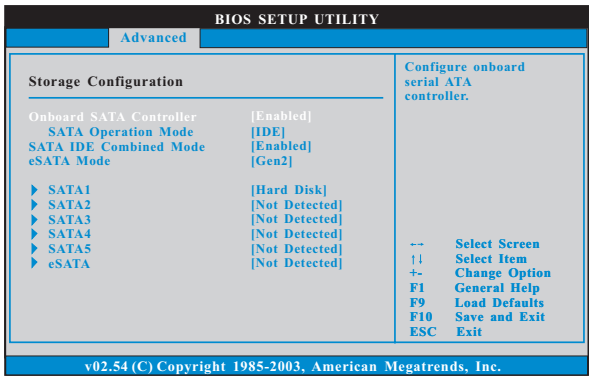 BIOS SETUP UTILITY
Advanced
Storage Configuration
Onboard SATA Controller [Enabled]
SATA Operation Mode [IDE]
SATA IDE Combined Mode [Enabled]
eSATA Mode [Gen2]
SATA1 [Hard Disk]
SATA2 [Not Detected]
SATA3 [Not Detected]
SATA4 [Not Detected]
SATA5 [Not Detected]
eSATA [Not Detected]
Configure onboard
serial ATA
controller.
←→ Select Screen
↑↓ Select Item
+- Change Option
F1 General Help
F9 Load Defaults
F10 Save and Exit
ESC Exit
v02.54 (C) Copyright 1985-2003, American Megatrends, Inc.